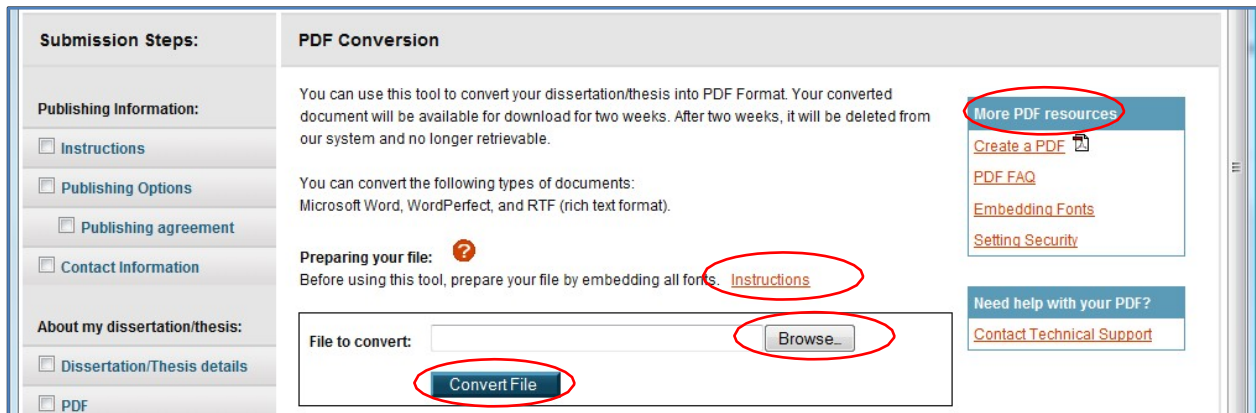 Submission Steps:
Publishing Information:
Instructions
Publishing Options
Publishing agreement
Contact Information
About my dissertation/thesis:
Dissertation/Thesis details
PDF
PDF Conversion
You can use this tool to convert your dissertation/thesis into PDF Format. Your converted
document will be available for download for two weeks. After two weeks, it will be deleted from
our system and no longer retrievable.
You can convert the following types of documents:
Microsoft Word, WordPerfect, and RTF (rich text format).
Preparing your file: ?
Before using this tool, prepare your file by embedding all fonts. Instructions
File to convert: Browse...
Convert File
More PDF resources
Create a PDF
PDF FAQ
Embedding Fonts
Setting Security
Need help with your PDF?
Contact Technical Support